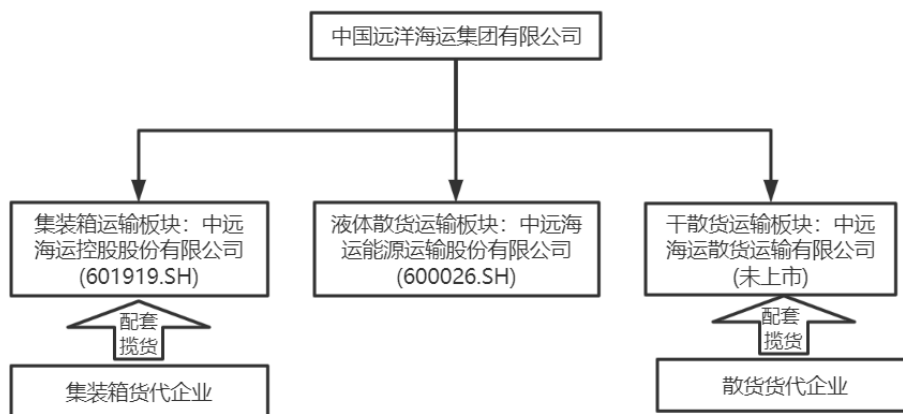 中国远洋海运集团有限公司
集装箱运输板块：中远
海运控股股份有限公司
(601919.SH)
液体散货运输板块：中远海
运能源运输股份有限公司
(600026.SH)
干散货运输板块：中远
海运散货运输有限公司
(未上市)
配套
揽货
配套
揽货
集装箱货代企业
散货货代企业